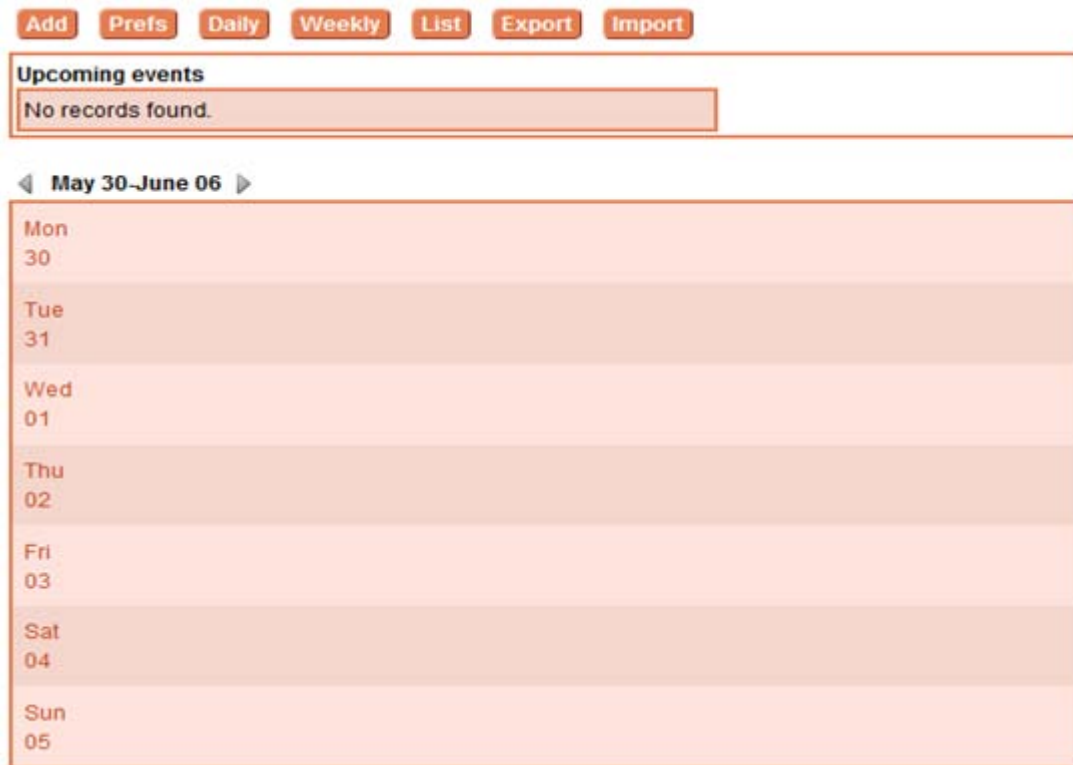 Add Prefs Daily Weekly List Export Import
Upcoming events
No records found.
May 30-June 06
Mon
30
Tue
31
Wed
01
Thu
02
Fri
03
Sat
04
Sun
05